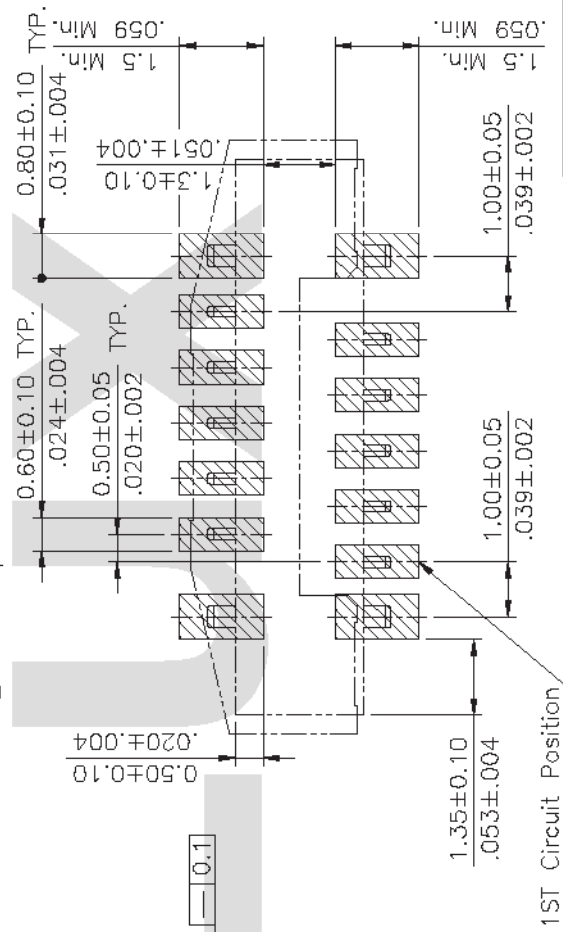 0.80±0.10 TYP.
.031±.004
0.60±0.10 TYP.
.024±.004
0.50±0.05 TYP.
.020±.002
1.5 Min.
.059 Min.
1.5 Min.
.059 Min.
1.3±0.10
.051±.004
1.00±0.05
.039±.002
1.00±0.05
.039±.002
0.50±0.10
.020±.004
1.35±0.10
.053±.004
0.1
1ST Circuit Position